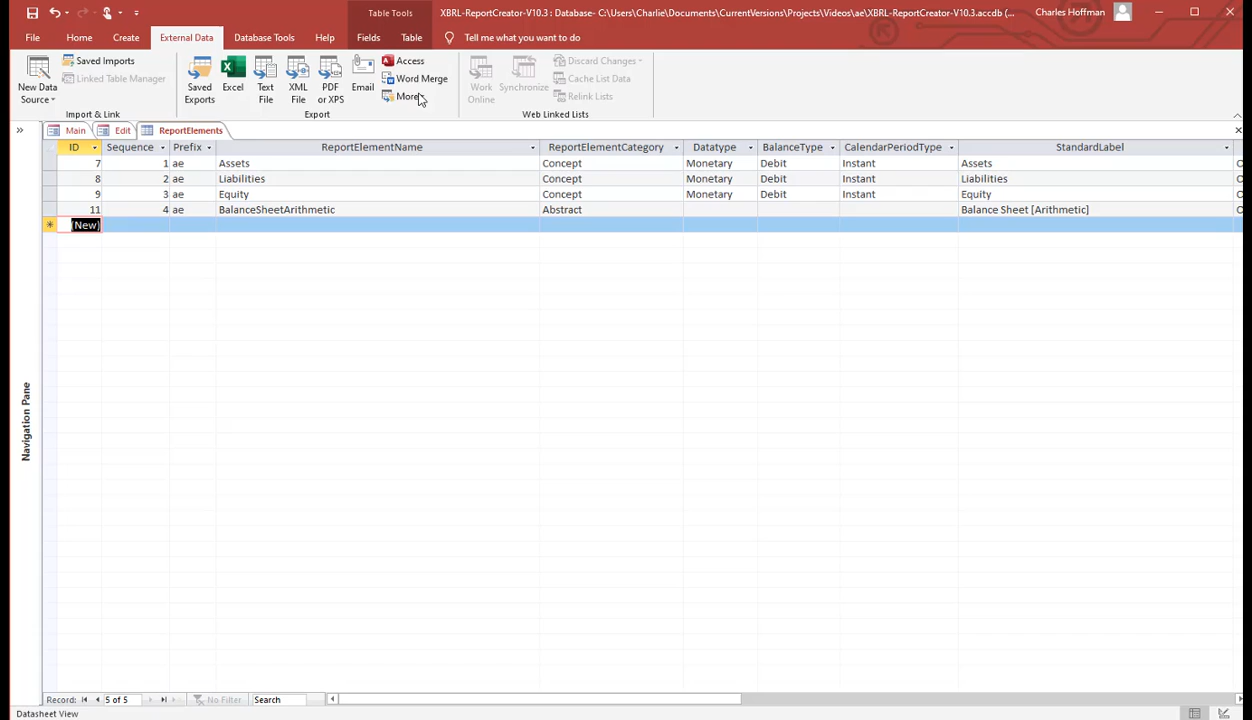 Table Tools
XBRL-ReportCreator-V10.3 : Database- C:\Users\Charlie\Documents\CurrentVersions\Projects\Videos\ae\XBRL-ReportCreator-V10.3.accdb (...
Charles Hoffman
File Home Create External Data Database Tools Help Fields Table Tell me what you want to do
New Data Source
Saved Imports
Linked Table Manager
Import & Link
Saved Exports
Excel
Text File
XML File
PDF or XPS
Email
Access
Word Merge
More
Export
Work Online
Synchronize
Discard Changes
Cache List Data
Relink Lists
Web Linked Lists
Main Edit ReportElements
ID Sequence Prefix ReportElementName ReportElementCategory Datatype BalanceType CalendarPeriodType StandardLabel
7 1 ae Assets Concept Monetary Debit Instant Assets
8 2 ae Liabilities Concept Monetary Debit Instant Liabilities
9 3 ae Equity Concept Monetary Debit Instant Equity
11 4 ae BalanceSheetArithmetic Abstract Balance Sheet [Arithmetic]
(New)
Navigation Pane
Record: 5 of 5 No Filter Search
Datasheet View